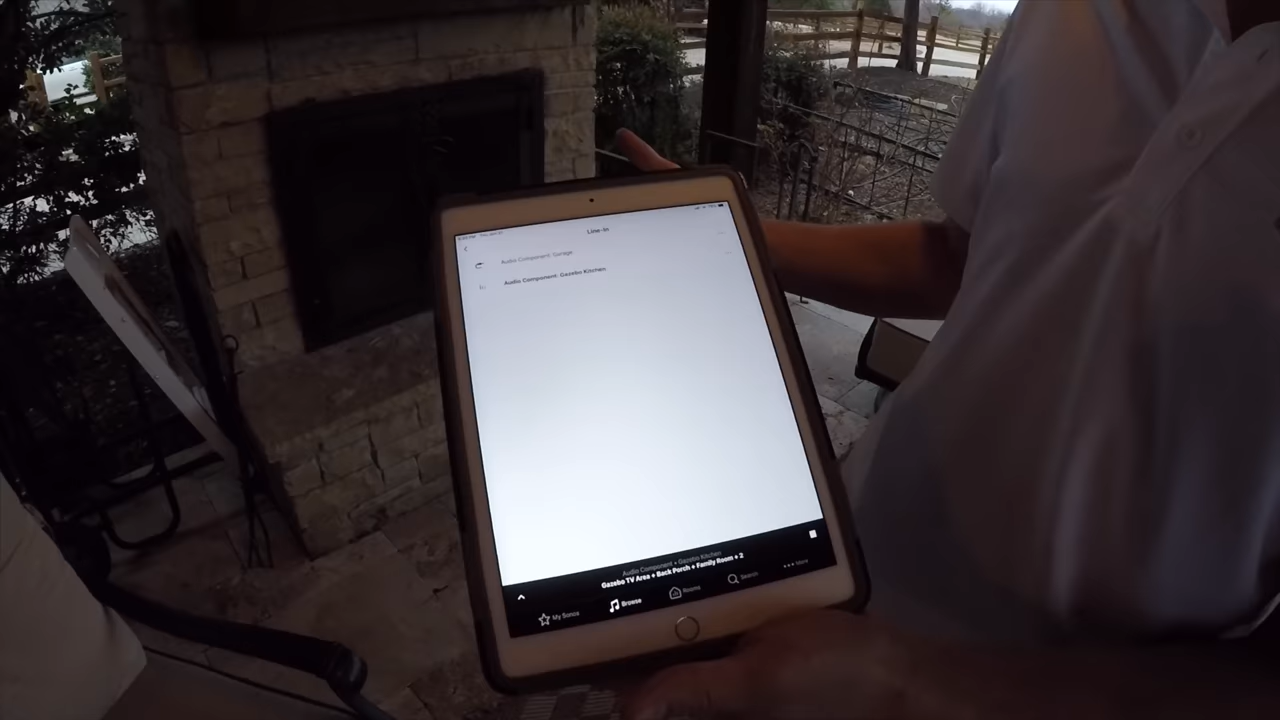 Line-In
Audio Component: Garage
Audio Component: Gazebo Kitchen
Audio Component • Gazebo Kitchen
Gazebo TV Area + Back Porch + Family Room + 2
My Sonos
Browse
Rooms
Search
More